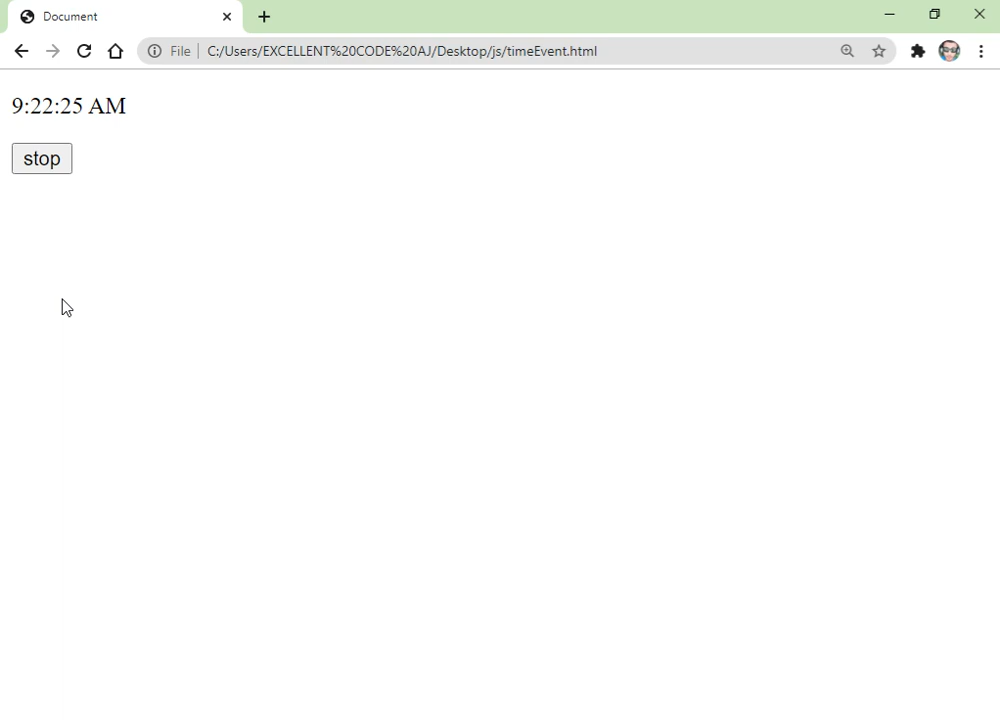 Document
File
C:/Users/EXCELLENT%20CODE%20AJ/Desktop/js/timeEvent.html
9:22:25 AM
stop